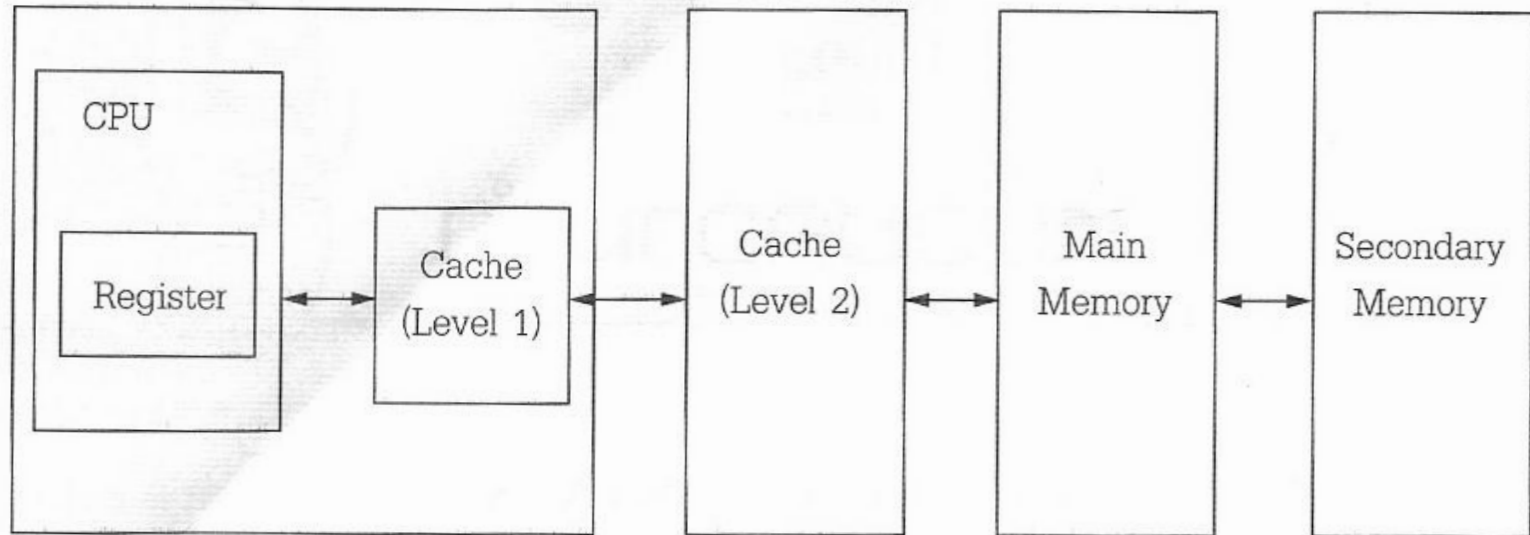 CPU
Register
Cache
(Level 1)
Cache
(Level 2)
Main
Memory
Secondary
Memory